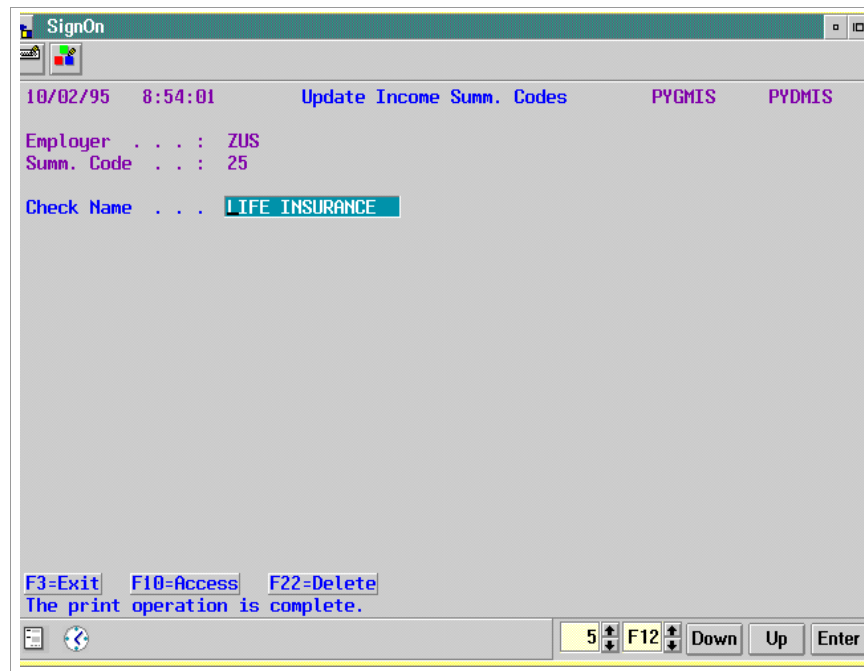 SignOn
10/02/95 8:54:01 Update Income Summ. Codes PYGMIS PYDMIS
Employer . . . : ZUS
Summ. Code . . : 25
Check Name . . . LIFE INSURANCE
F3=Exit F10=Access F22=Delete
The print operation is complete.
5 F12 Down Up Enter